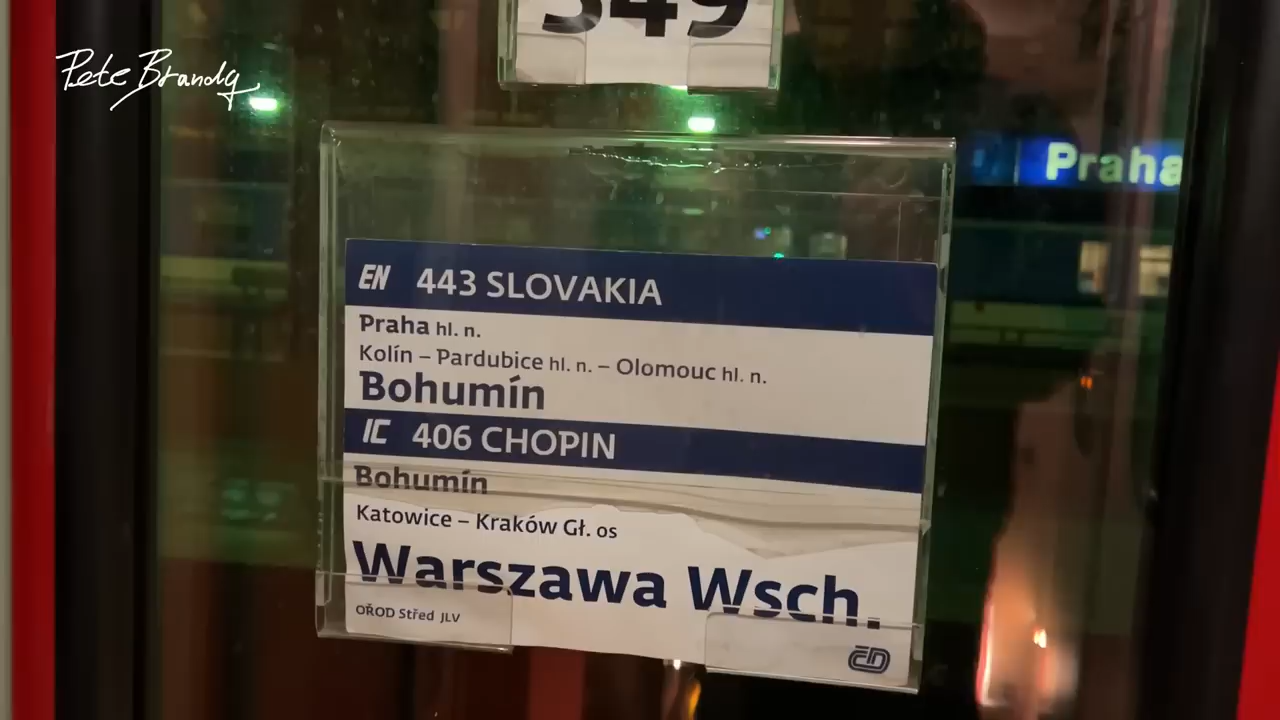 Pete Brandy
349
Praha
EN 443 SLOVAKIA
Praha hl. n.
Kolín – Pardubice hl. n. – Olomouc hl. n.
Bohumín
IC 406 CHOPIN
Bohumín
Katowice – Kraków Gł. os
Warszawa Wsch.
OŘOD Střed JLV
ČD